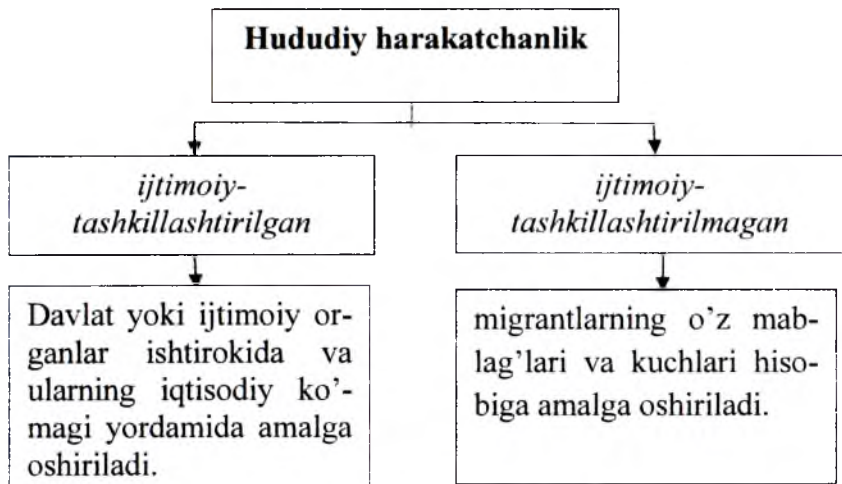 Hududiy harakatchanlik
ijtimoiy-
tashkillashtirilgan
ijtimoiy-
tashkillashtirilmagan
Davlat yoki ijtimoiy or-
ganlar ishtirokida va
ularning iqtisodiy ko’-
magi yordamida amalga
oshiriladi.
migrantlarning o’z mab-
lag’lari va kuchlari hiso-
biga amalga oshiriladi.